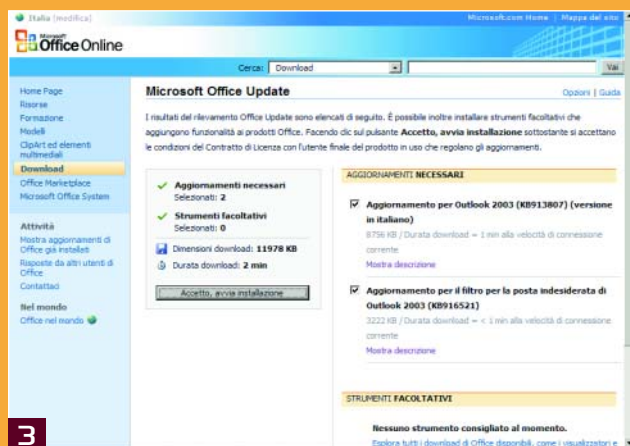 Italia (modifica)
Microsoft.com Home | Mappa del sito
Microsoft
Office Online
Cerca: Download
Vai
Home Page
Risorse
Formazione
Modelli
ClipArt ed elementi
multimediali
Download
Office Marketplace
Microsoft Office System
Attività
Mostra aggiornamenti di
Office già installati
Risposte da altri utenti di
Office
Contattaci
Nel mondo
Office nel mondo
Microsoft Office Update
Opzioni | Guida
I risultati del rilevamento Office Update sono elencati di seguito. È possibile inoltre installare strumenti facoltativi che
aggiungono funzionalità ai prodotti Office. Facendo clic sul pulsante Accetto, avvia installazione sottostante si accettano
le condizioni del Contratto di Licenza con l'utente finale del prodotto in uso che regolano gli aggiornamenti.
Aggiornamenti necessari
Selezionati: 2
Strumenti facoltativi
Selezionati: 0
Dimensioni download: 11978 KB
Durata download: 2 min
Accetto, avvia installazione
AGGIORNAMENTI NECESSARI
Aggiornamento per Outlook 2003 (KB913807) (versione
in italiano)
8756 KB / Durata download = 1 min alla velocità di connessione
corrente
Mostra descrizione
Aggiornamento per il filtro per la posta indesiderata di
Outlook 2003 (KB916521)
3222 KB / Durata download = < 1 min alla velocità di connessione
corrente
Mostra descrizione
STRUMENTI FACOLTATIVI
Nessuno strumento consigliato al momento.
Esplora tutti i download di Office disponibili, come i visualizzatori e
3